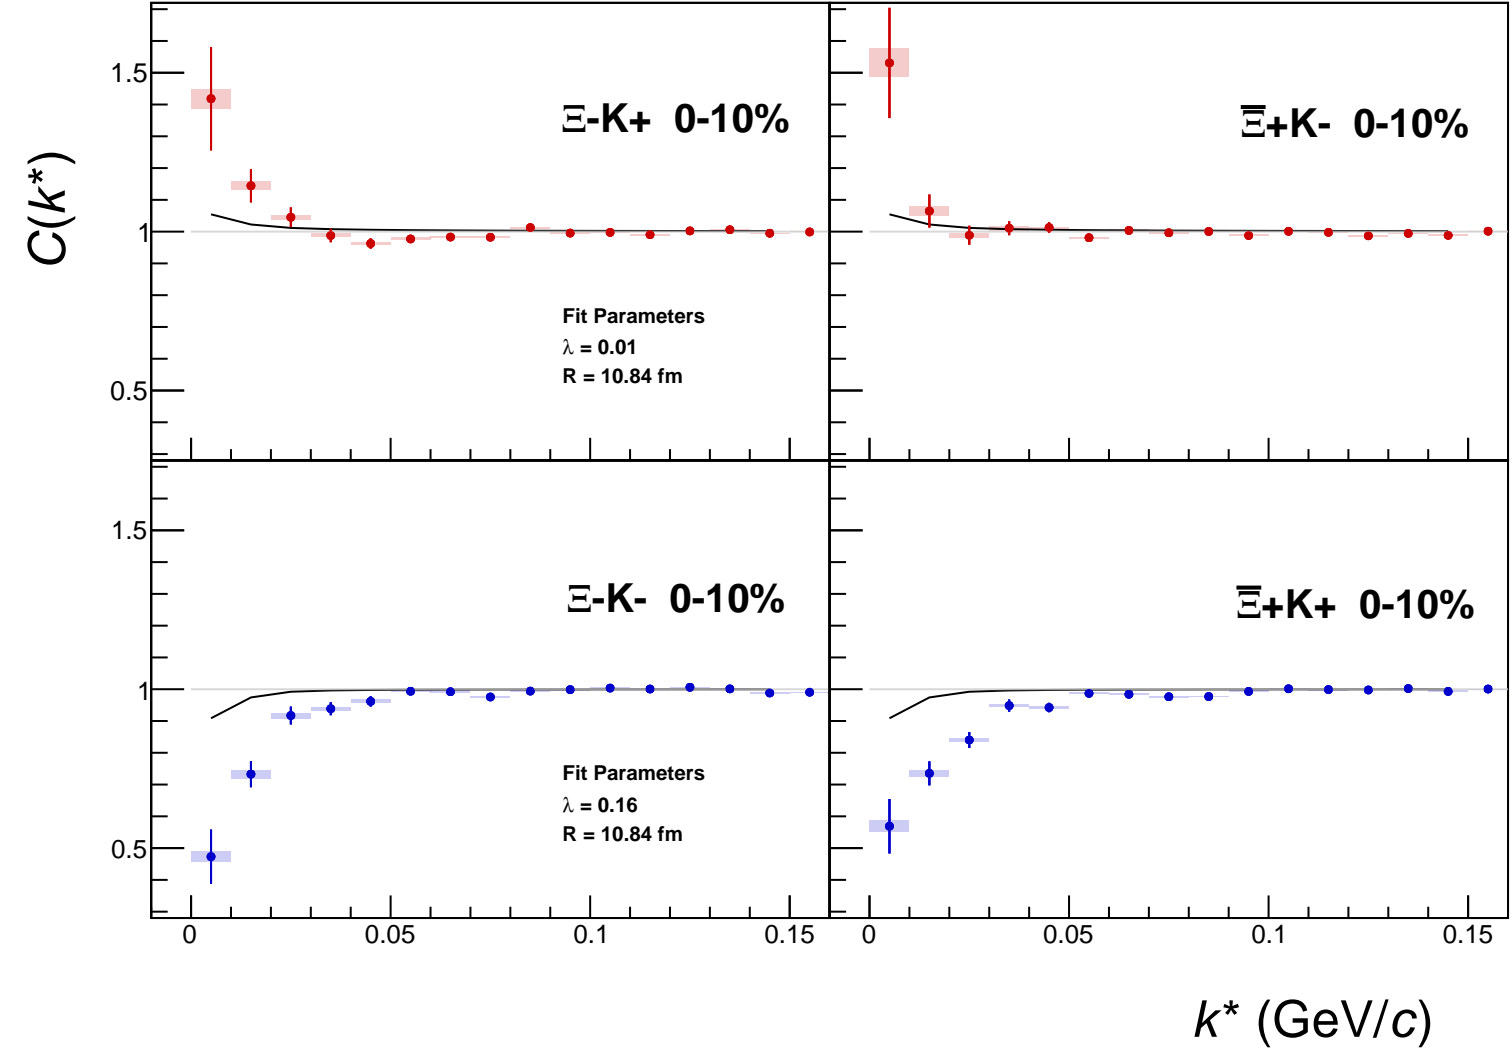 C(k*)
1.5
1
0.5
Ξ-K+ 0-10%
Fit Parameters
λ = 0.01
R = 10.84 fm
Ξ̅+K- 0-10%
1.5
1
0.5
Ξ-K- 0-10%
Fit Parameters
λ = 0.16
R = 10.84 fm
Ξ̅+K+ 0-10%
0 0.05 0.1 0.15
0 0.05 0.1 0.15
k* (GeV/c)